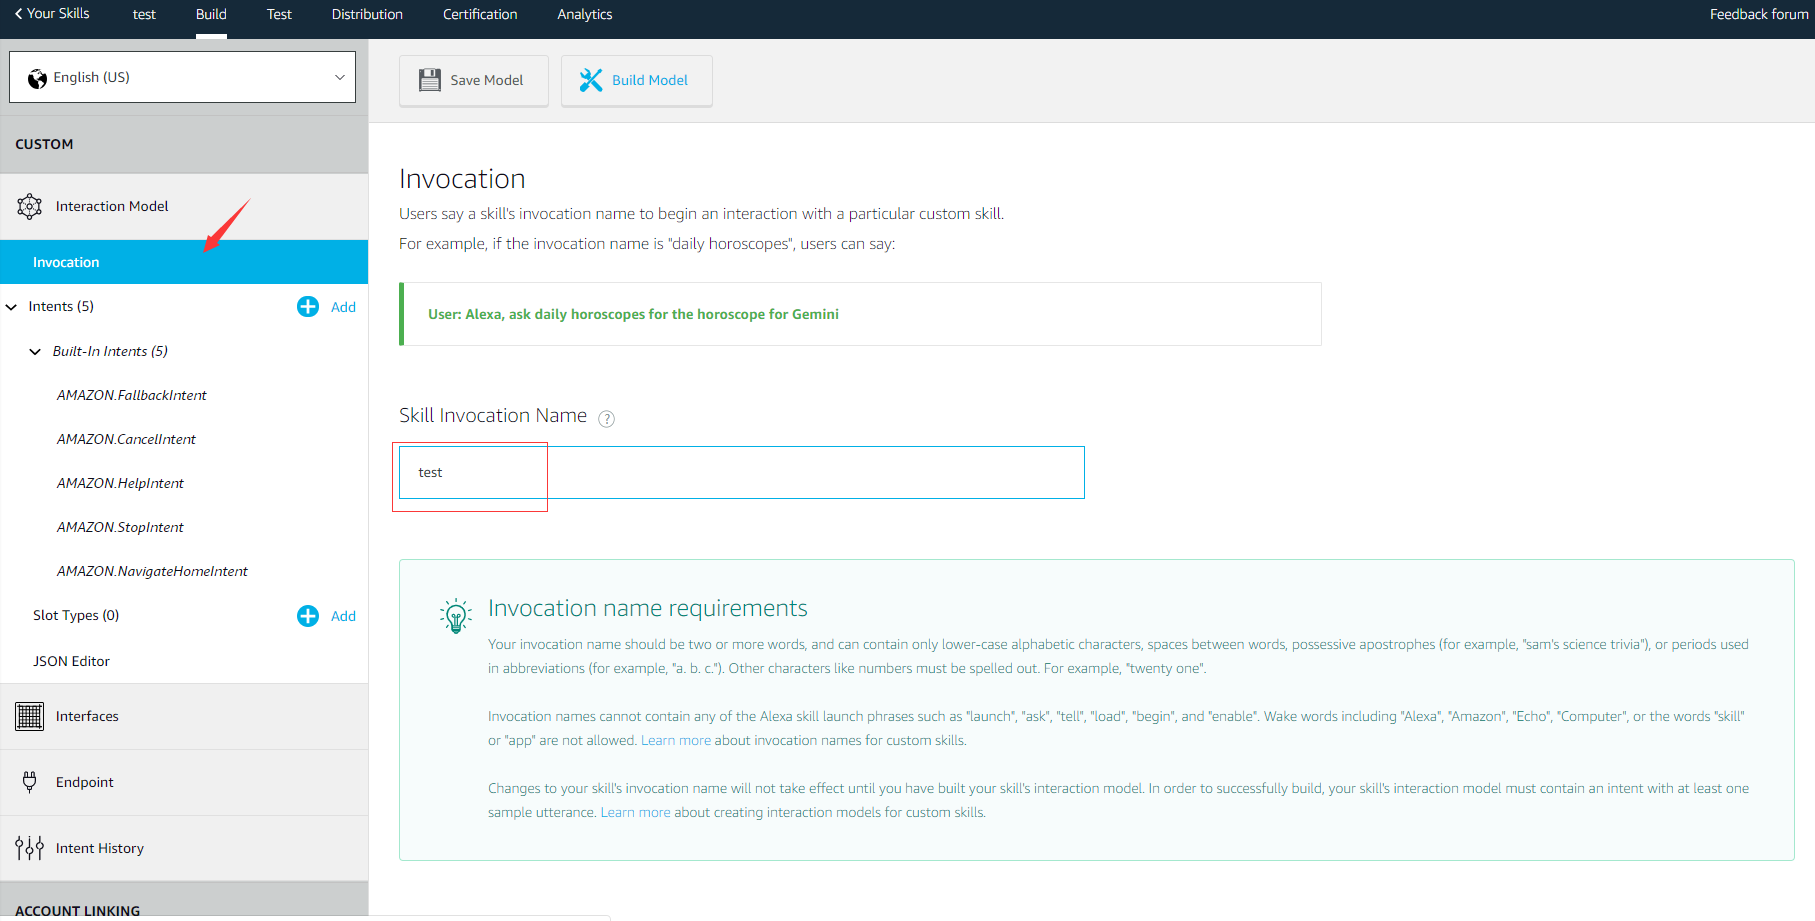 Your Skills test Build Test Distribution Certification Analytics Feedback forum
English (US)
Save Model Build Model
CUSTOM
Interaction Model
Invocation
Intents (5) Add
Built-In Intents (5)
AMAZON.FallbackIntent
AMAZON.CancelIntent
AMAZON.HelpIntent
AMAZON.StopIntent
AMAZON.NavigateHomeIntent
Slot Types (0) Add
JSON Editor
Interfaces
Endpoint
Intent History
ACCOUNT LINKING
Invocation
Users say a skill's invocation name to begin an interaction with a particular custom skill.
For example, if the invocation name is "daily horoscopes", users can say:
User: Alexa, ask daily horoscopes for the horoscope for Gemini
Skill Invocation Name ?
test
Invocation name requirements
Your invocation name should be two or more words, and can contain only lower-case alphabetic characters, spaces between words, possessive apostrophes (for example, "sam's science trivia"), or periods used
in abbreviations (for example, "a. b. c."). Other characters like numbers must be spelled out. For example, "twenty one".
Invocation names cannot contain any of the Alexa skill launch phrases such as "launch", "ask", "tell", "load", "begin", and "enable". Wake words including "Alexa", "Amazon", "Echo", "Computer", or the words "skill"
or "app" are not allowed. Learn more about invocation names for custom skills.
Changes to your skill's invocation name will not take effect until you have built your skill's interaction model. In order to successfully build, your skill's interaction model must contain an intent with at least one
sample utterance. Learn more about creating interaction models for custom skills.